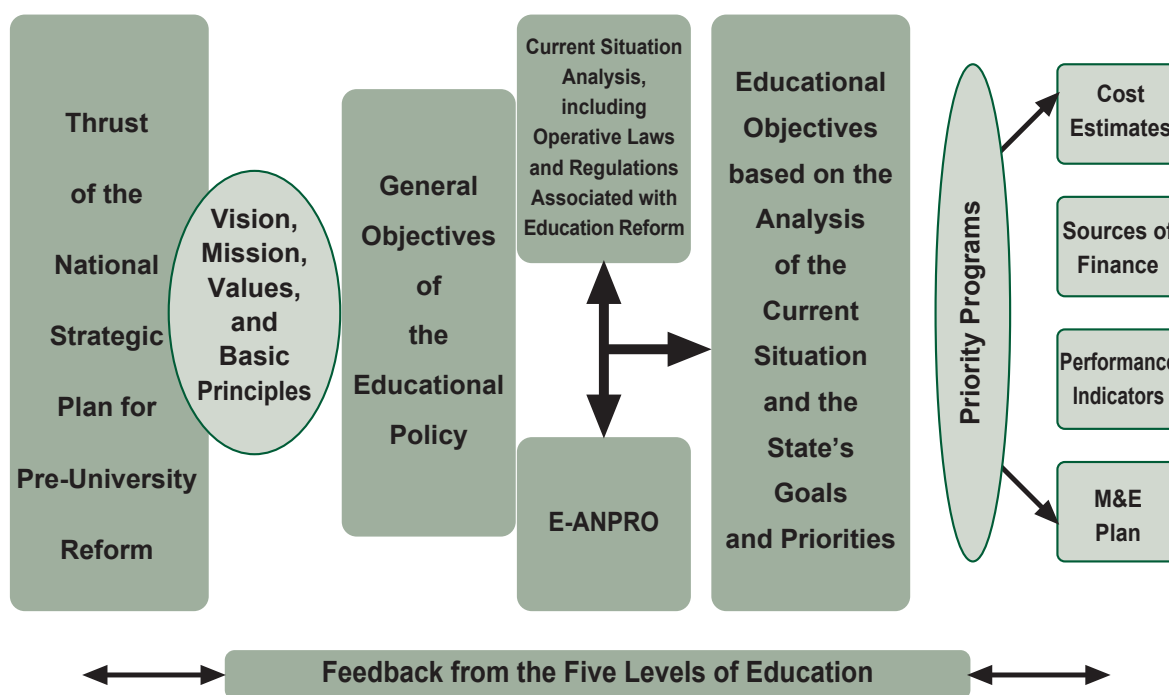 Thrust
of the
National
Strategic
Plan for
Pre-University
Reform
Vision,
Mission,
Values,
and
Basic
Principles
General
Objectives
of
the
Educational
Policy
Current Situation
Analysis,
including
Operative Laws
and Regulations
Associated with
Education Reform
E-ANPRO
Educational
Objectives
based on the
Analysis
of the
Current
Situation
and the
State's
Goals
and Priorities
Priority Programs
Cost
Estimates
Sources of
Finance
Performance
Indicators
M&E
Plan
Feedback from the Five Levels of Education